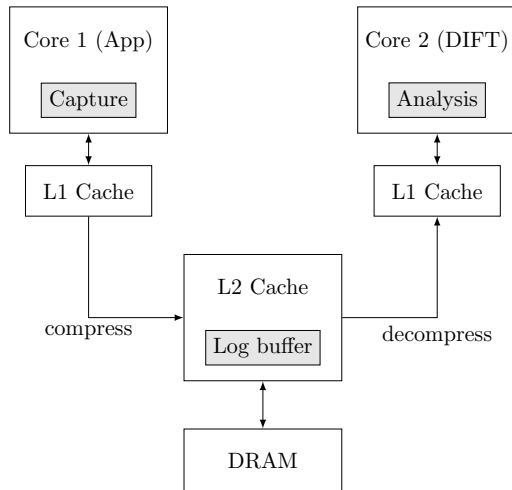 Core 1 (App)
Capture
L1 Cache
Core 2 (DIFT)
Analysis
L1 Cache
compress
L2 Cache
Log buffer
decompress
DRAM